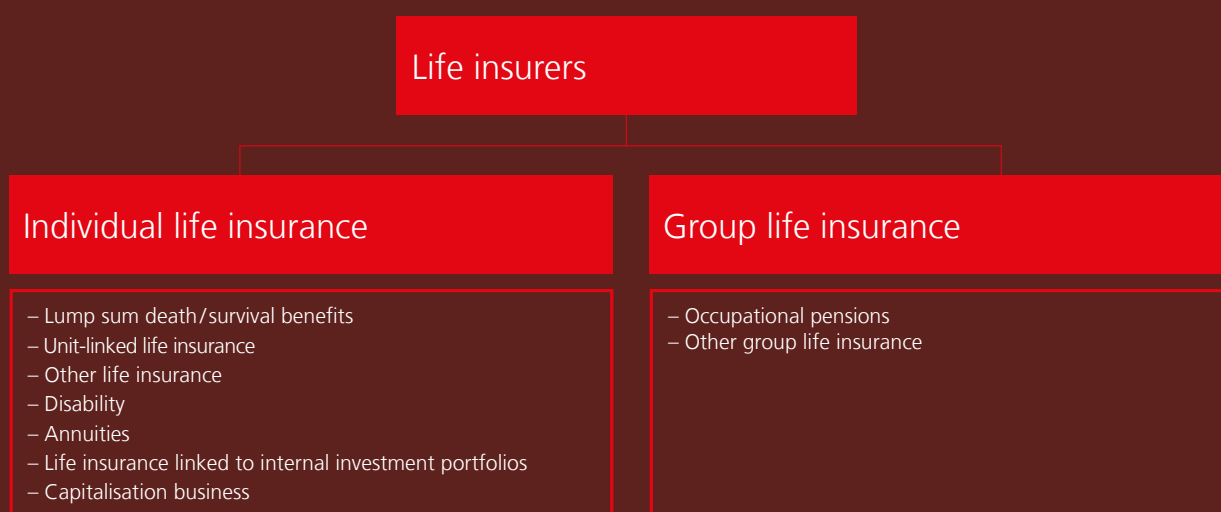 Life insurers
Individual life insurance
– Lump sum death/survival benefits
– Unit-linked life insurance
– Other life insurance
– Disability
– Annuities
– Life insurance linked to internal investment portfolios
– Capitalisation business
Group life insurance
– Occupational pensions
– Other group life insurance